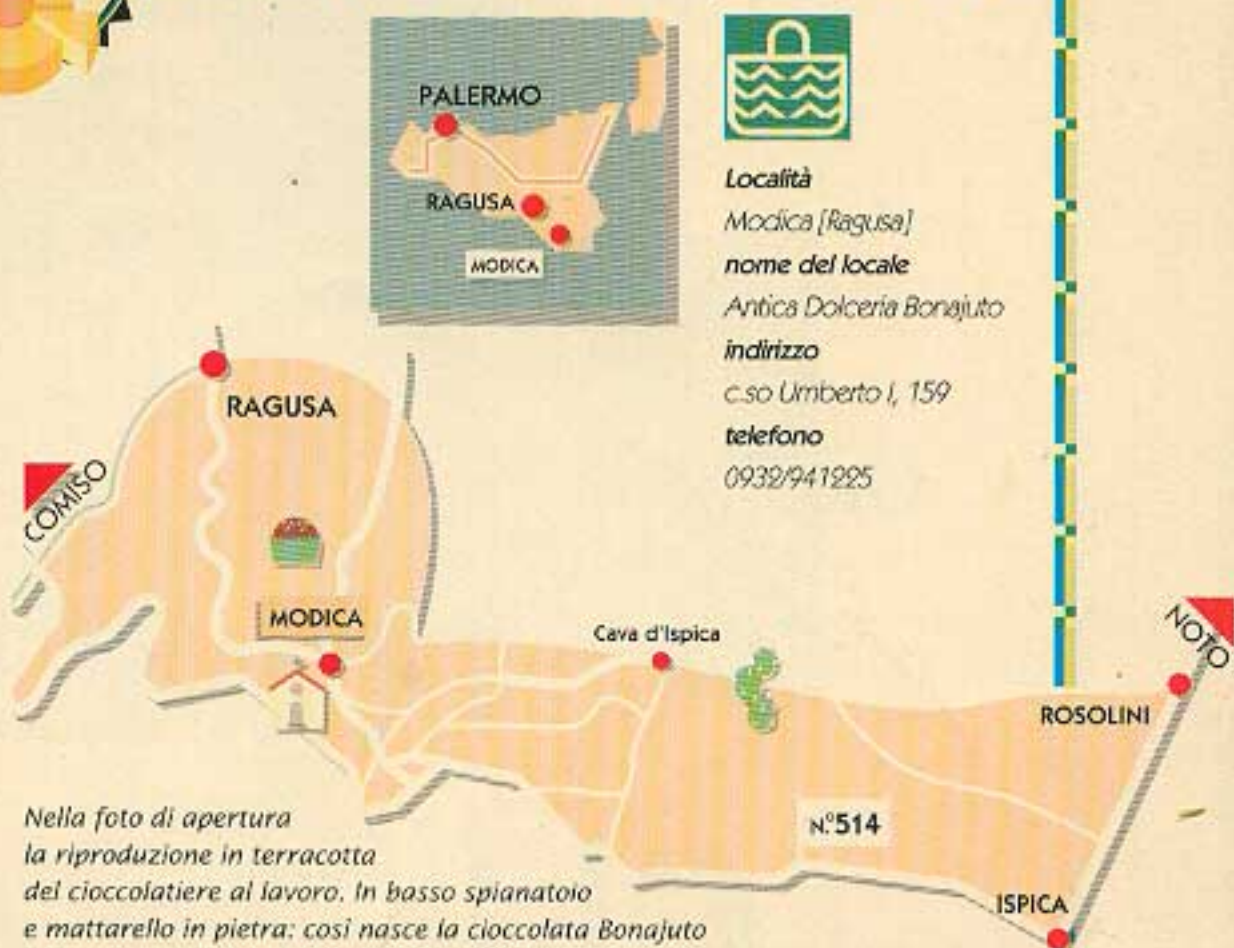 PALERMO
RAGUSA
MODICA
Località
Modica [Ragusa]
nome del locale
Antica Dolceria Bonajuto
indirizzo
c.so Umberto I, 159
telefono
0932/941225
RAGUSA
COMISO
MODICA
Cava d'Ispica
NOTO
ROSOLINI
N.°514
ISPICA
Nella foto di apertura
la riproduzione in terracotta
del cioccolatiere al lavoro. In basso spianatoio
e mattarello in pietra: così nasce la cioccolata Bonajuto